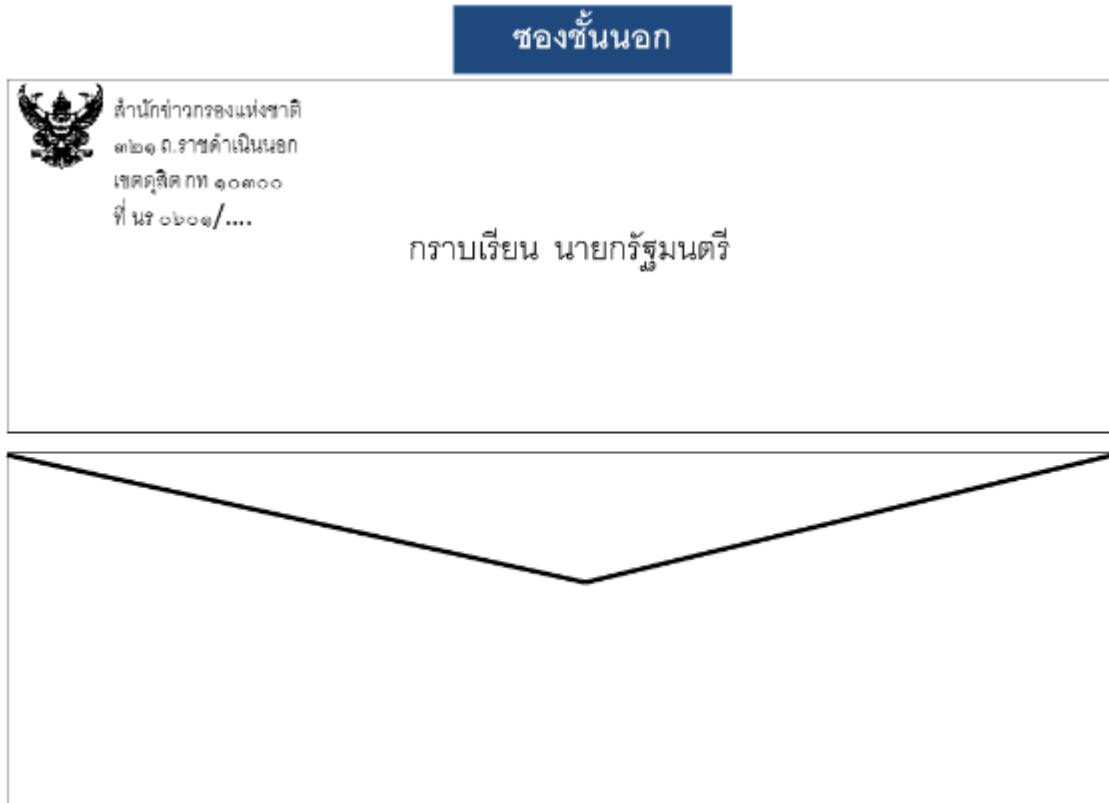 ซองชั้นนอก
สำนักข่าวกรองแห่งชาติ
๓๒๑ ถ.ราชดำเนินนอก
เขตดุสิต กท ๑๐๓๐๐
ที่ นร ๐๖๐๑/....
กราบเรียน นายกรัฐมนตรี